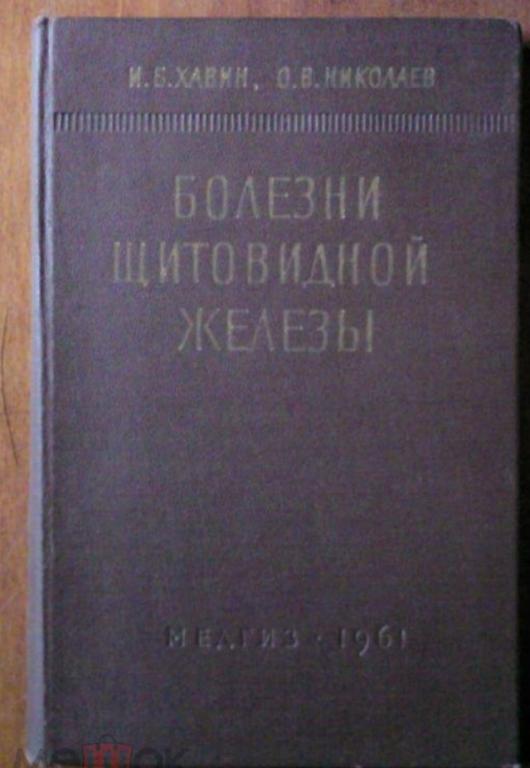 И.Б.ХАВИН, О.В.НИКОЛАЕВ
БОЛЕЗНИ
ЩИТОВИДНОЙ
ЖЕЛЕЗЫ
МЕДГИЗ · 1961